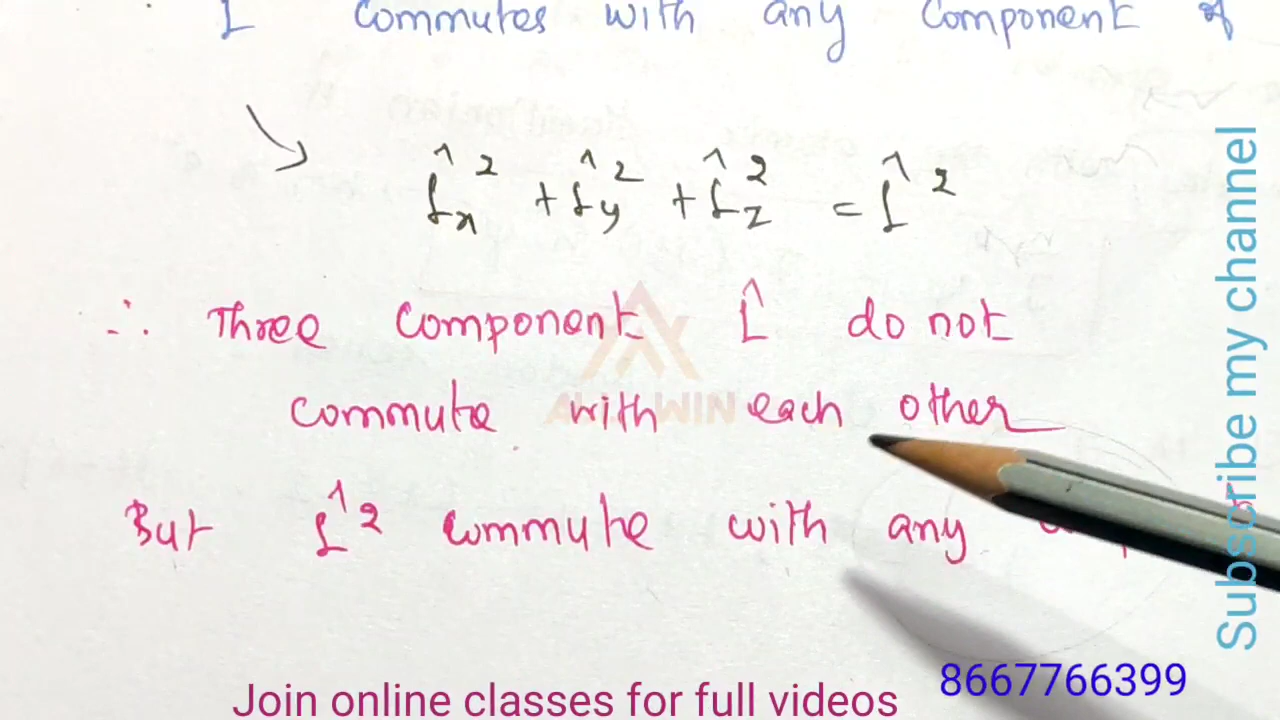 L commutes with any component of
L̂x² + L̂y² + L̂z² = L̂²
∴ Three component L̂ do not
commute with each other
But L̂² commute with any
ALLWIN
Subscribe my channel
8667766399
Join online classes for full videos